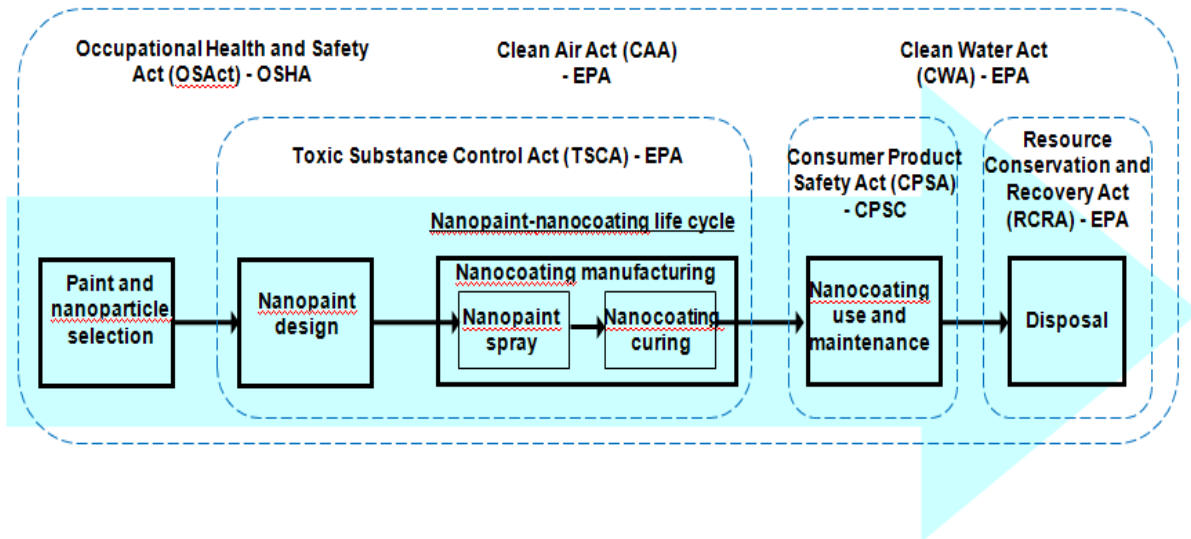 Occupational Health and Safety
Act (OSAct) - OSHA
Clean Air Act (CAA)
- EPA
Clean Water Act
(CWA) - EPA
Toxic Substance Control Act (TSCA) - EPA
Consumer Product
Safety Act (CPSA)
- CPSC
Resource
Conservation and
Recovery Act
(RCRA) - EPA
Nanopaint-nanocoating life cycle
Paint and
nanoparticle
selection
Nanopaint
design
Nanocoating manufacturing
Nanopaint
spray
Nanocoating
curing
Nanocoating
use and
maintenance
Disposal